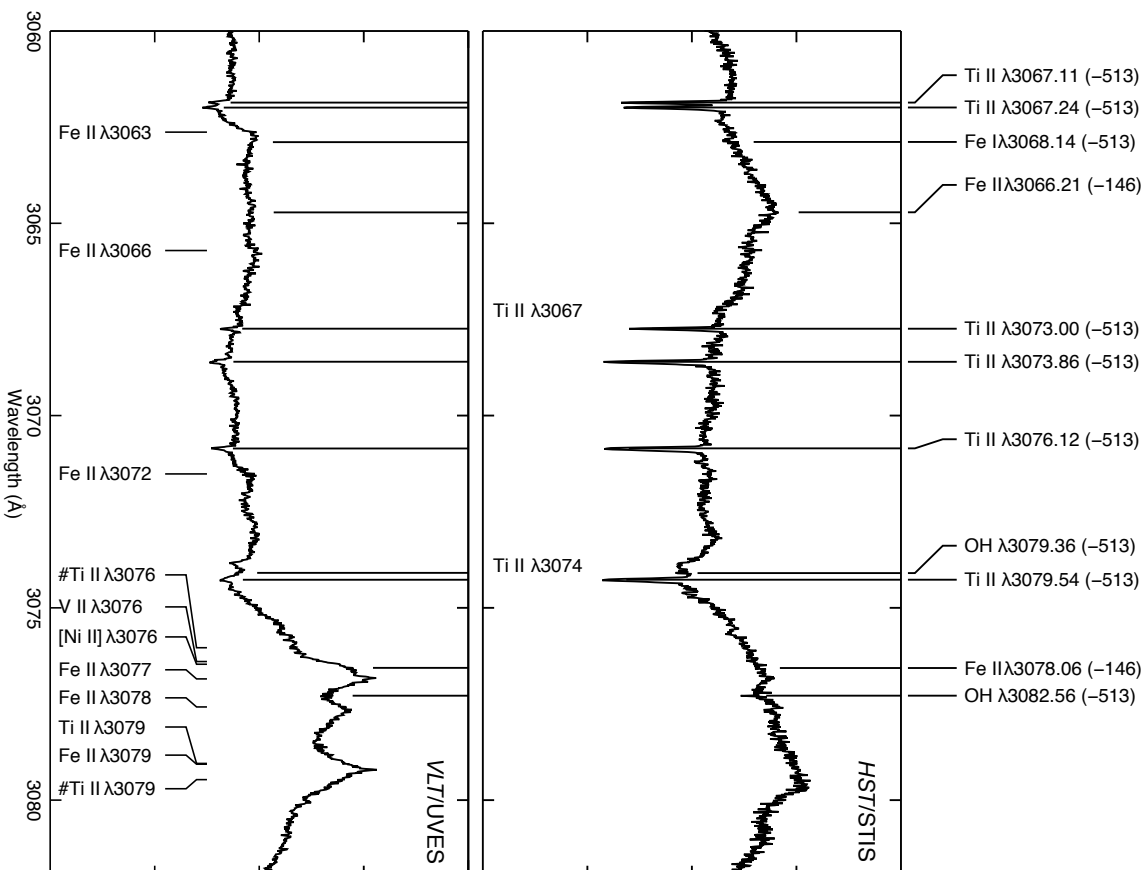 Ti II λ3067.11 (−513)
Ti II λ3067.24 (−513)
Fe Iλ3068.14 (−513)
Fe IIλ3066.21 (−146)
Ti II λ3073.00 (−513)
Ti II λ3073.86 (−513)
Ti II λ3076.12 (−513)
OH λ3079.36 (−513)
Ti II λ3079.54 (−513)
Fe IIλ3078.06 (−146)
OH λ3082.56 (−513)
HST/STIS
Ti II λ3067
Ti II λ3074
VLT/UVES
Fe II λ3063
Fe II λ3066
Fe II λ3072
#Ti II λ3076
V II λ3076
[Ni II] λ3076
Fe II λ3077
Fe II λ3078
Ti II λ3079
Fe II λ3079
#Ti II λ3079
3060
3065
3070
3075
3080
Wavelength (Å)